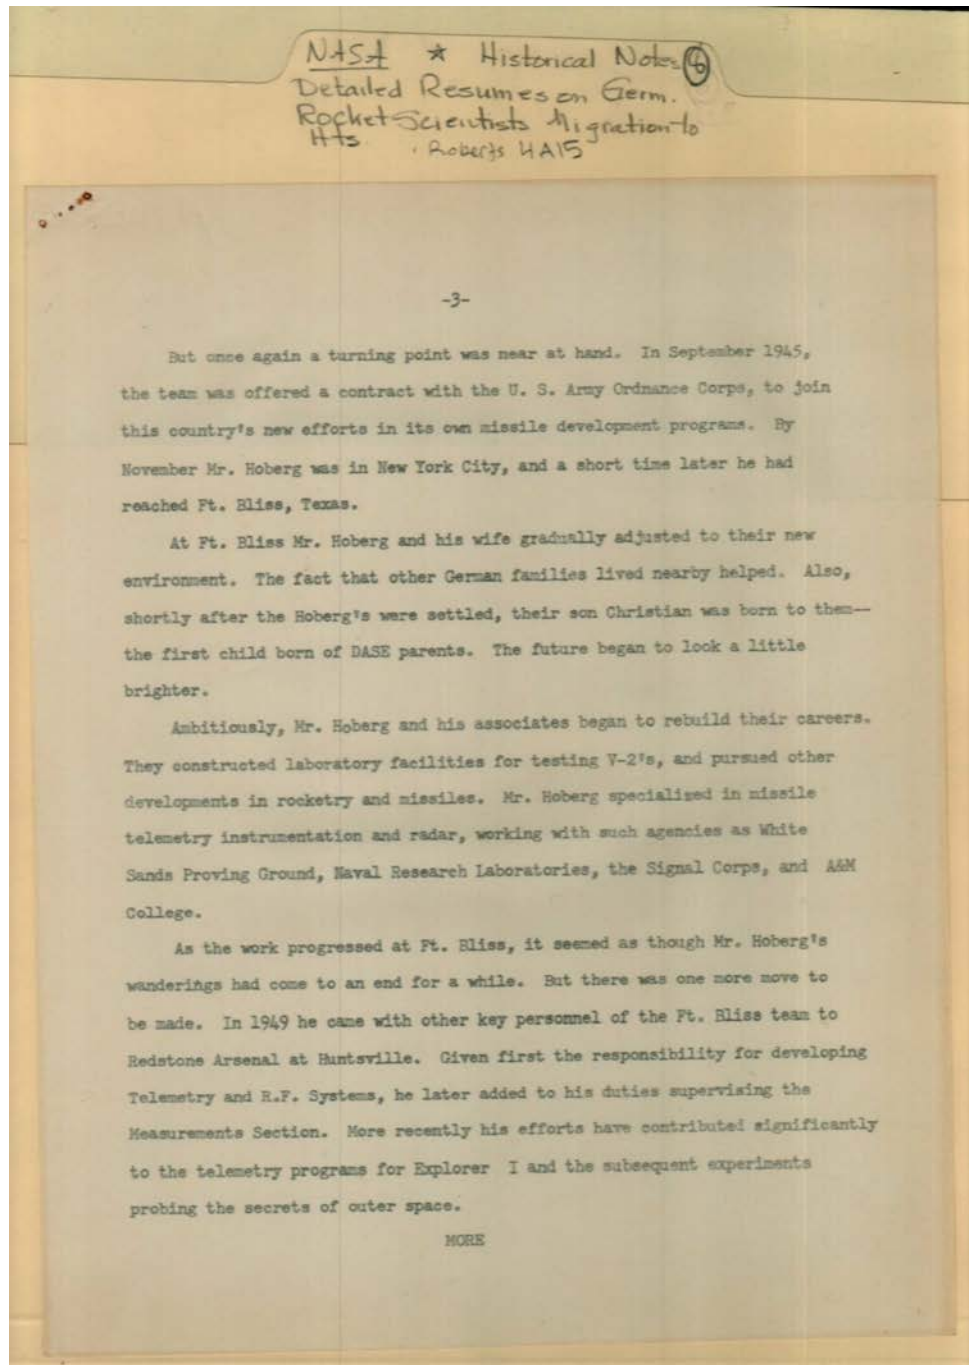 NASA * Historical Notes 6
Detailed Resumes on Germ.
Rocket Scientists Migration to
Hts.
Roberts 4A15
-3-
But once again a turning point was near at hand. In September 1945,
the team was offered a contract with the U. S. Army Ordnance Corps, to join
this country's new efforts in its own missile development programs. By
November Mr. Hoberg was in New York City, and a short time later he had
reached Ft. Bliss, Texas.
At Ft. Bliss Mr. Hoberg and his wife gradually adjusted to their new
environment. The fact that other German families lived nearby helped. Also,
shortly after the Hoberg's were settled, their son Christian was born to them--
the first child born of DASE parents. The future began to look a little
brighter.
Ambitiously, Mr. Hoberg and his associates began to rebuild their careers.
They constructed laboratory facilities for testing V-2's, and pursued other
developments in rocketry and missiles. Mr. Hoberg specialized in missile
telemetry instrumentation and radar, working with such agencies as White
Sands Proving Ground, Naval Research Laboratories, the Signal Corps, and A&M
College.
As the work progressed at Ft. Bliss, it seemed as though Mr. Hoberg's
wanderings had come to an end for a while. But there was one more move to
be made. In 1949 he came with other key personnel of the Ft. Bliss team to
Redstone Arsenal at Huntsville. Given first the responsibility for developing
Telemetry and R.F. Systems, he later added to his duties supervising the
Measurements Section. More recently his efforts have contributed significantly
to the telemetry programs for Explorer I and the subsequent experiments
probing the secrets of outer space.
MORE